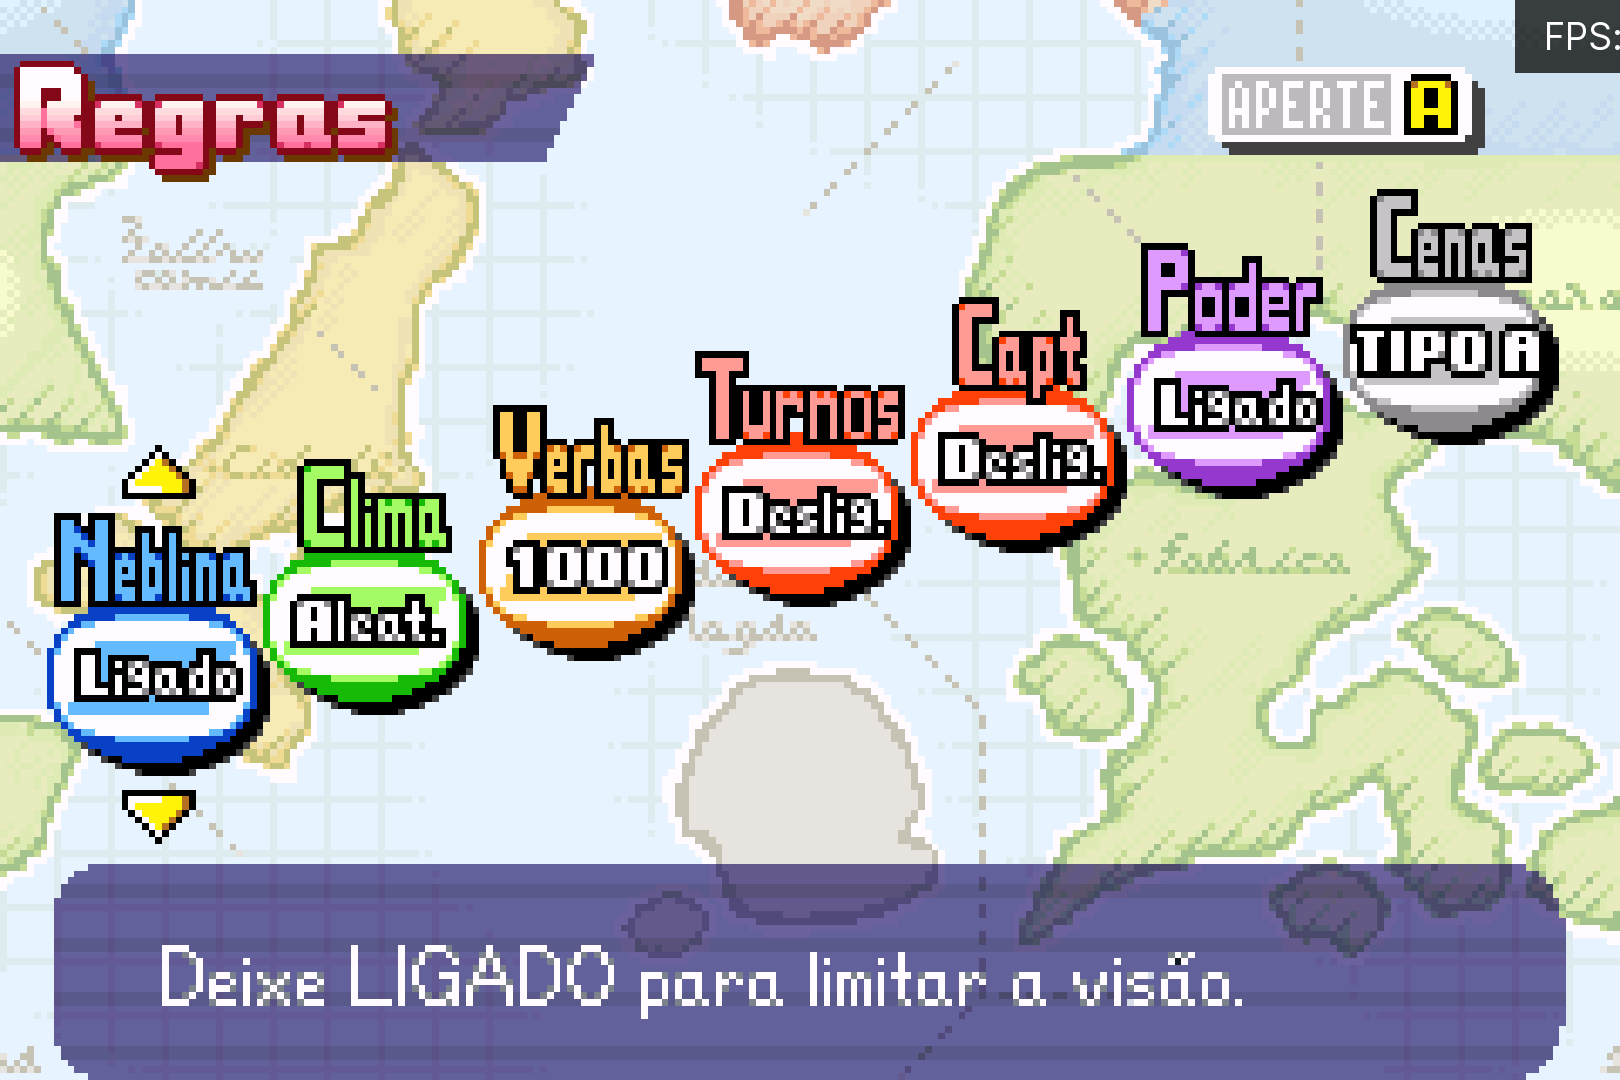 FPS:
Regras
APERTE A
Neblina
Ligado
Clima
Aleat.
Verbas
1000
Turnos
Deslig.
Capt
Deslig.
Poder
Ligado
Cenas
TIPO A
Deixe LIGADO para limitar a visão.